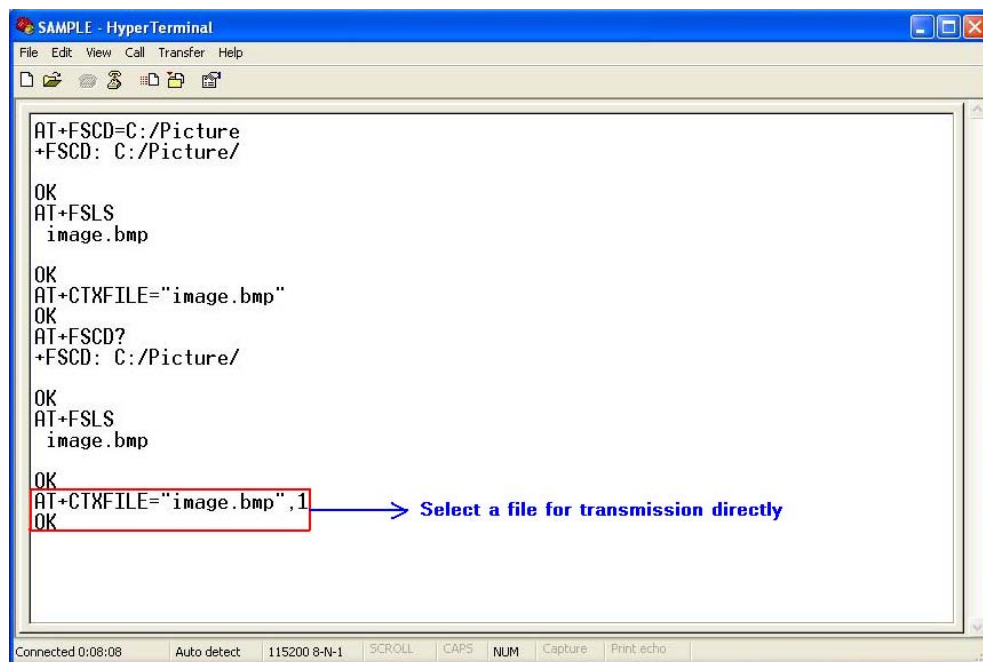 SAMPLE - HyperTerminal
File Edit View Call Transfer Help
AT+FSCD=C:/Picture
+FSCD: C:/Picture/
OK
AT+FSLS
image.bmp
OK
AT+CTXFILE="image.bmp"
OK
AT+FSCD?
+FSCD: C:/Picture/
OK
AT+FSLS
image.bmp
OK
AT+CTXFILE="image.bmp",1
Select a file for transmission directly
OK
Connected 0:08:08 Auto detect 115200 8-N-1 SCROLL CAPS NUM Capture Print echo